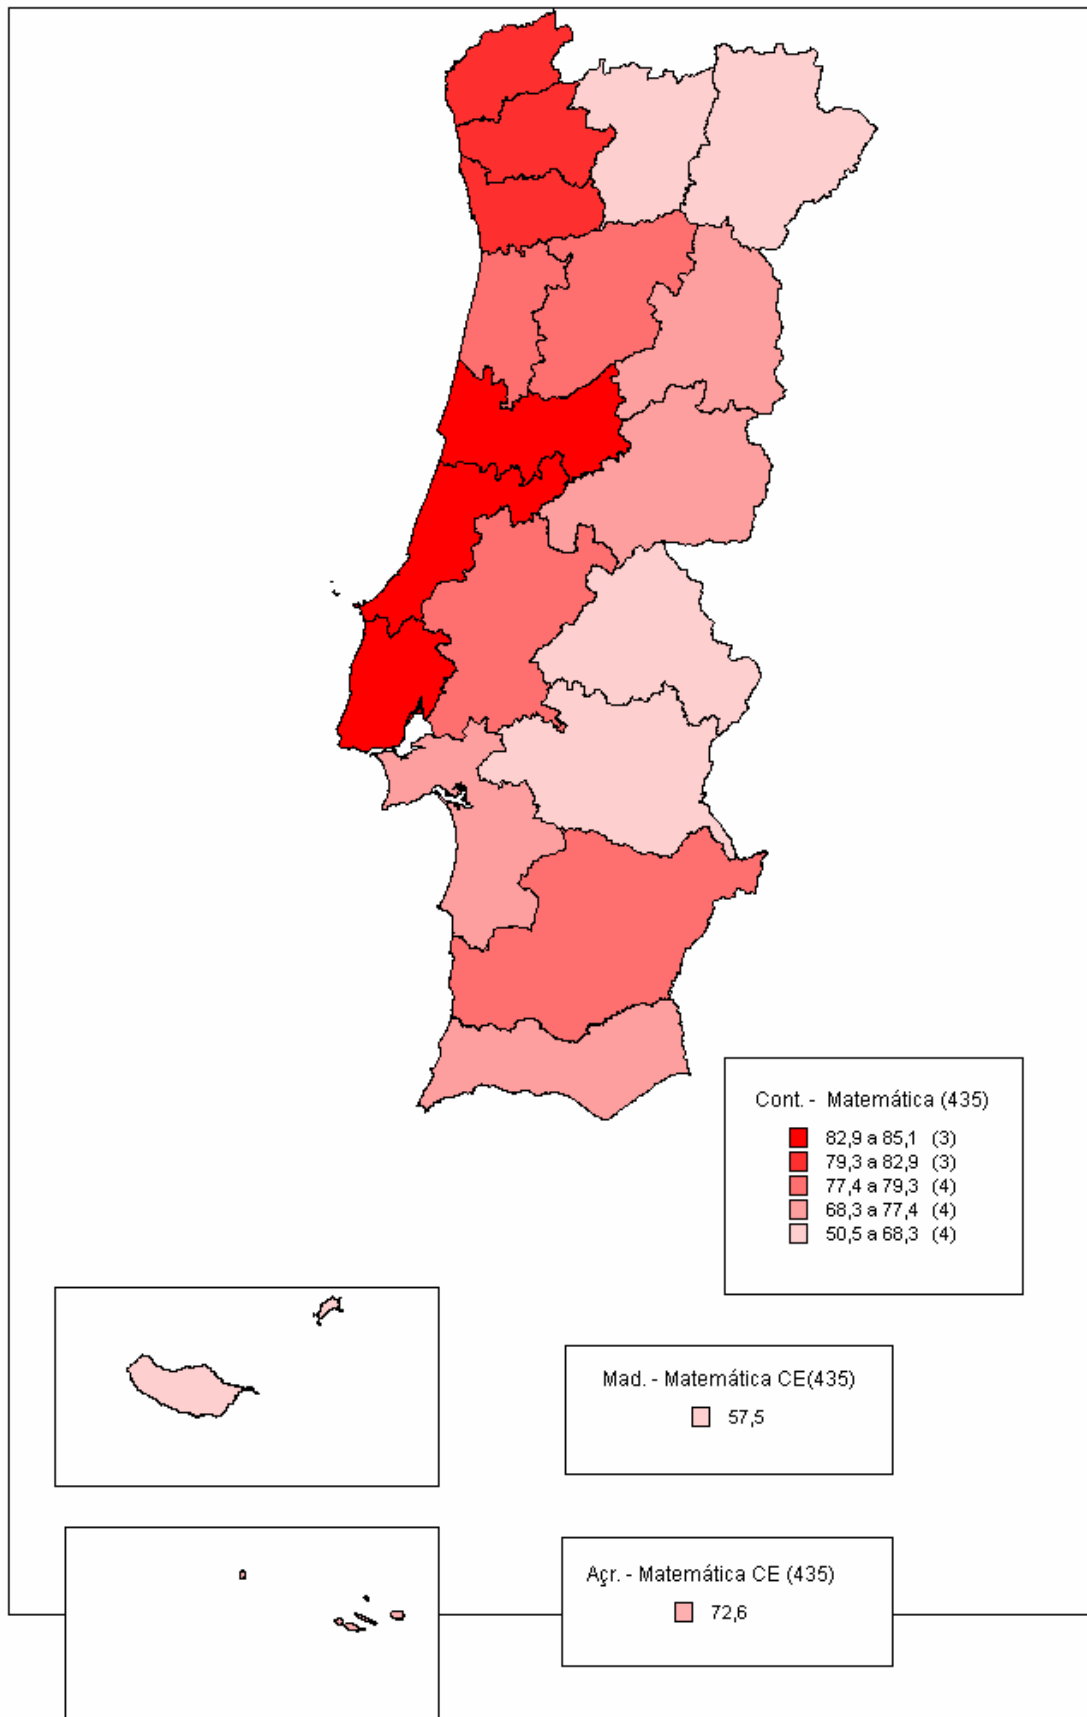 Cont. - Matemática (435)
82,9 a 85,1 (3)
79,3 a 82,9 (3)
77,4 a 79,3 (4)
68,3 a 77,4 (4)
50,5 a 68,3 (4)
Mad. - Matemática CE(435)
57,5
Açr. - Matemática CE (435)
72,6